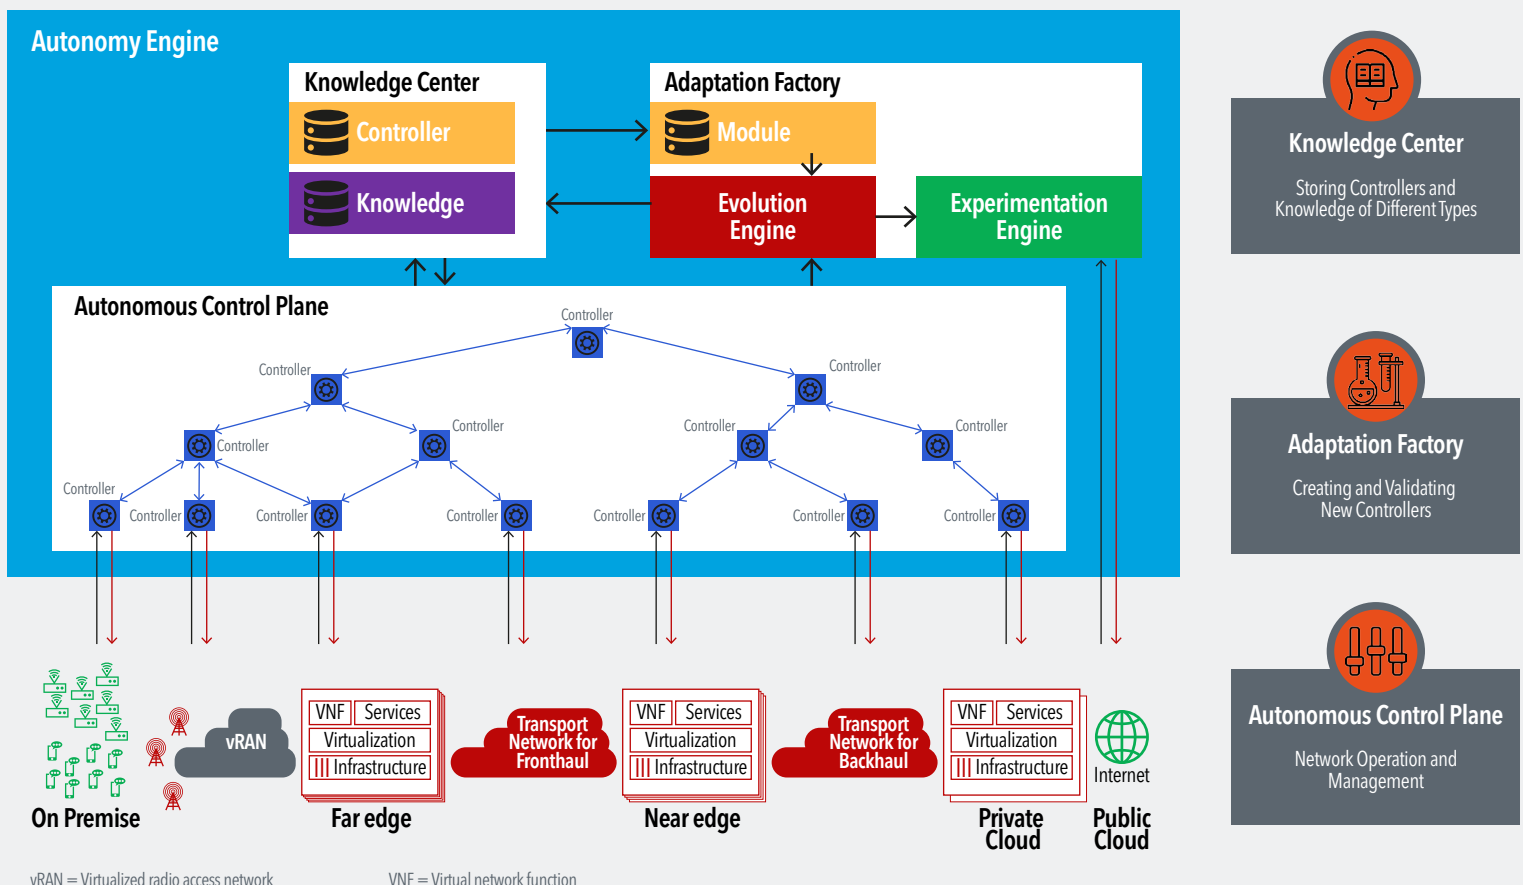 Autonomy Engine
Knowledge Center
Controller
Knowledge
Adaptation Factory
Module
Evolution
Engine
Experimentation
Engine
Autonomous Control Plane
Controller
Controller
Controller
Controller
Controller
Controller
Controller
Controller
Controller
Controller
Controller
Controller
Controller
Controller
On Premise
vRAN
VNF Services
Virtualization
Infrastructure
Far edge
Transport
Network for
Fronthaul
VNF Services
Virtualization
Infrastructure
Near edge
Transport
Network for
Backhaul
VNF Services
Virtualization
Infrastructure
Private
Cloud
Internet
Public
Cloud
vRAN = Virtualized radio access network
VNF = Virtual network function
Knowledge Center
Storing Controllers and
Knowledge of Different Types
Adaptation Factory
Creating and Validating
New Controllers
Autonomous Control Plane
Network Operation and
Management